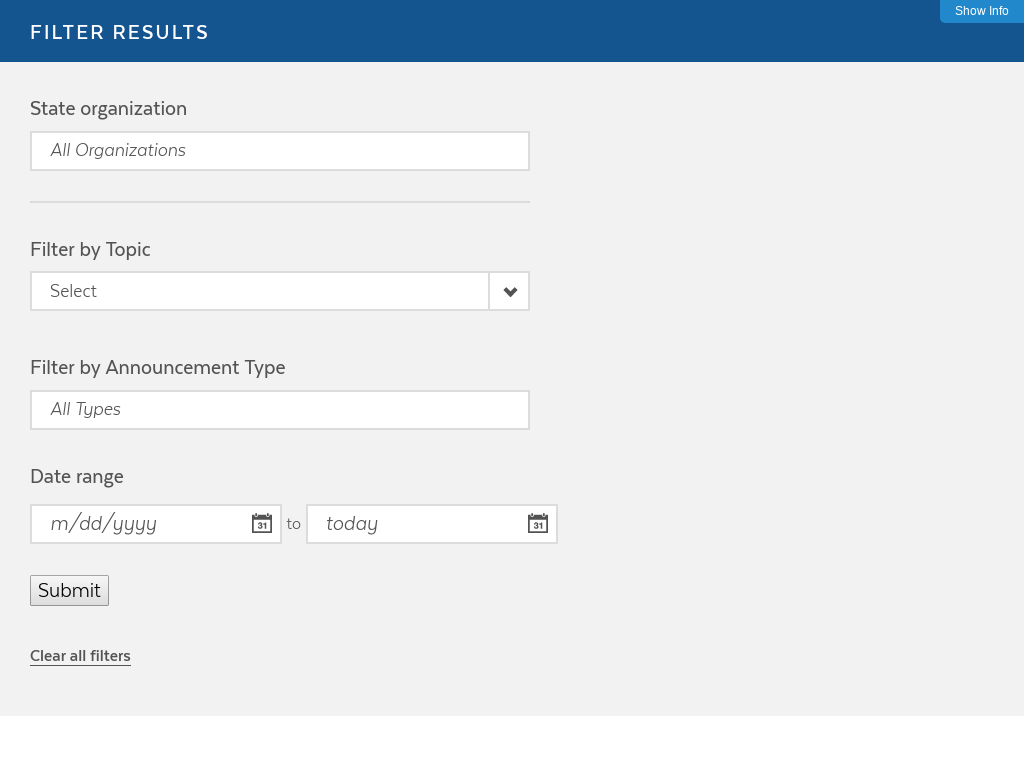 Show Info
FILTER RESULTS
State organization
All Organizations
Filter by Topic
Select
Filter by Announcement Type
All Types
Date range
m/dd/yyyy 31 to today 31
Submit
Clear all filters